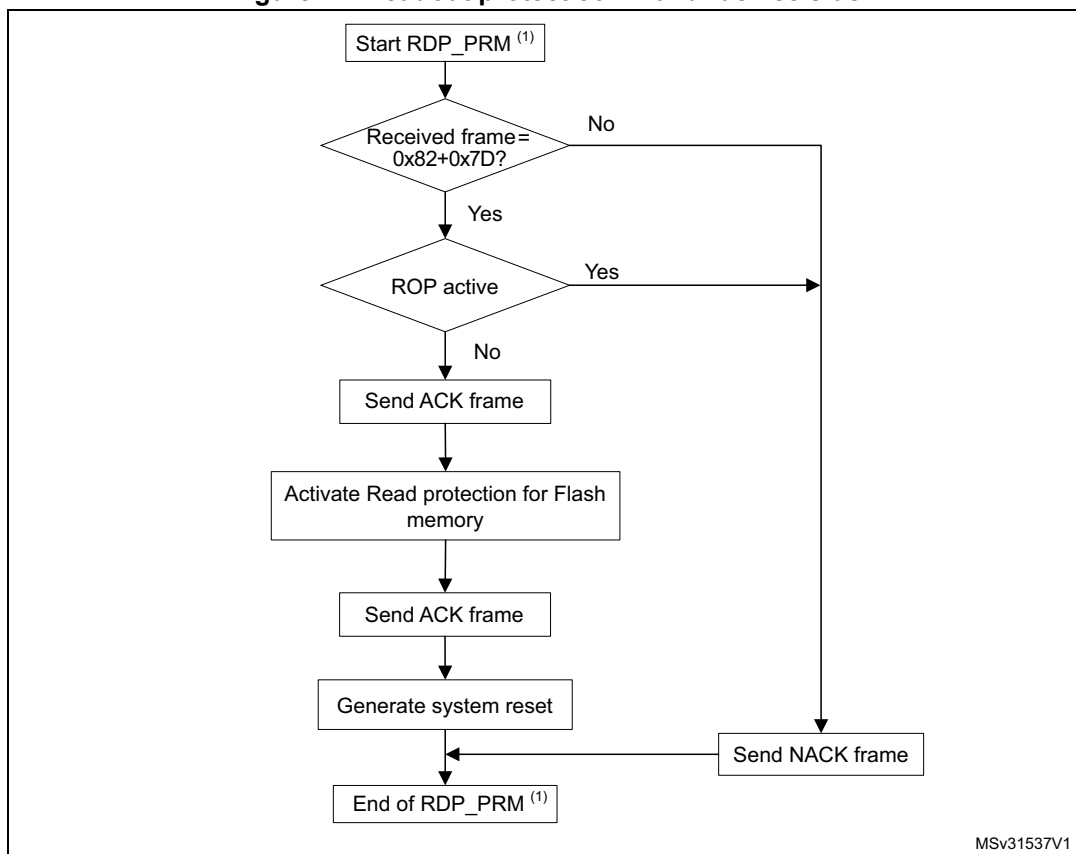 Start RDP_PRM (1)
Received frame=
0x82+0x7D?
No
Yes
ROP active
Yes
No
Send ACK frame
Activate Read protection for Flash
memory
Send ACK frame
Generate system reset
Send NACK frame
End of RDP_PRM (1)
MSv31537V1